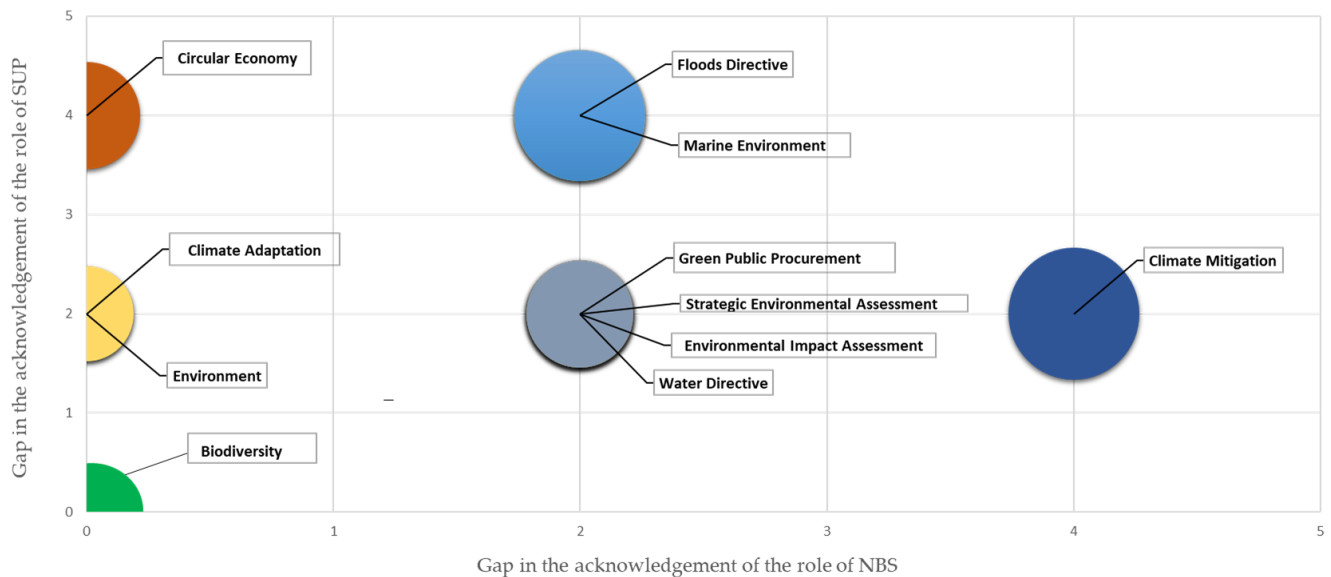 Gap in the acknowledgement of the role of SUP
5
4
3
2
1
0
Circular Economy
Floods Directive
Marine Environment
Climate Adaptation
Environment
Green Public Procurement
Strategic Environmental Assessment
Environmental Impact Assessment
Water Directive
Climate Mitigation
Biodiversity
0
1
2
3
4
5
Gap in the acknowledgement of the role of NBS